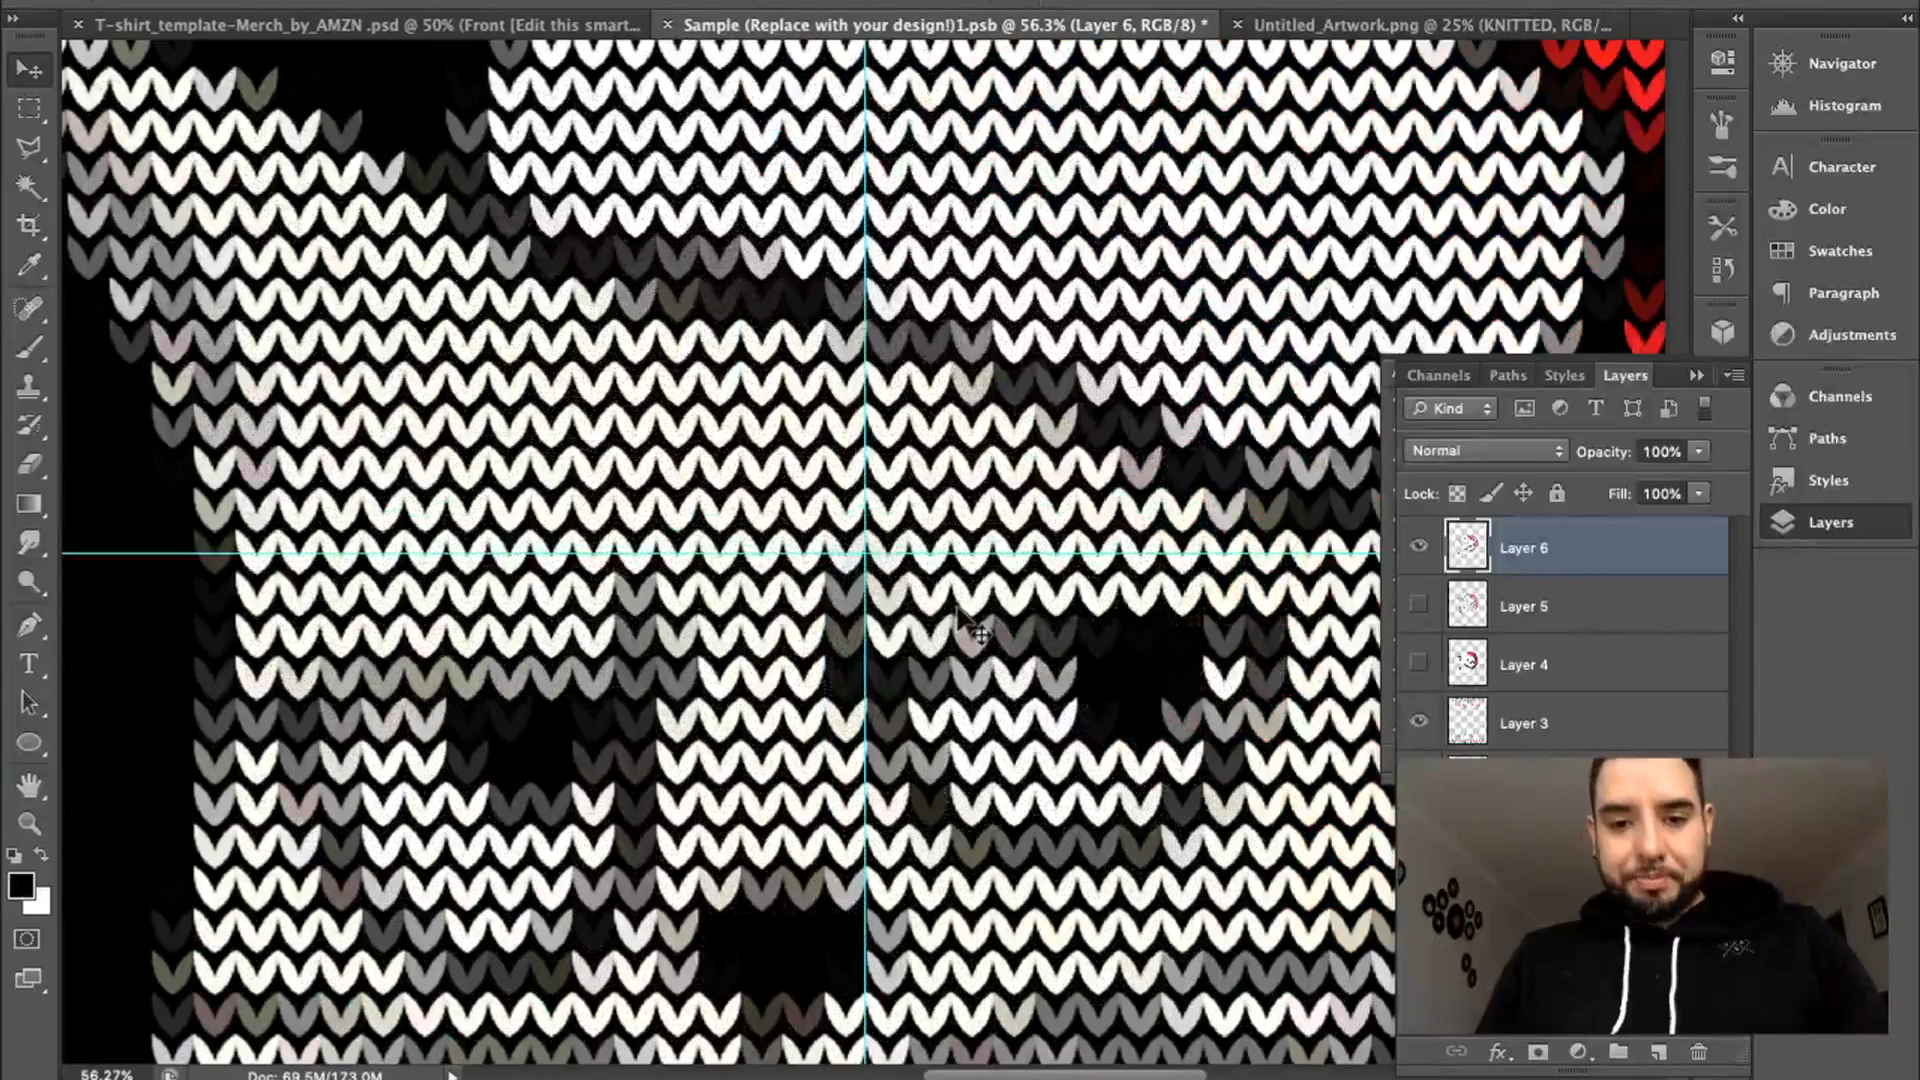 T-shirt_template-Merch_by_AMZN .psd @ 50% (Front [Edit this smart...
Sample (Replace with your design!)1.psb @ 56.3% (Layer 6, RGB/8) *
Untitled_Artwork.png @ 25% (KNITTED, RGB/...
Navigator
Histogram
Character
Color
Swatches
Paragraph
Adjustments
Channels
Paths
Styles
Layers
Channels Paths Styles Layers
Kind
Normal Opacity: 100%
Lock: Fill: 100%
Layer 6
Layer 5
Layer 4
Layer 3
56.27% Doc: 69.5M/173.0M